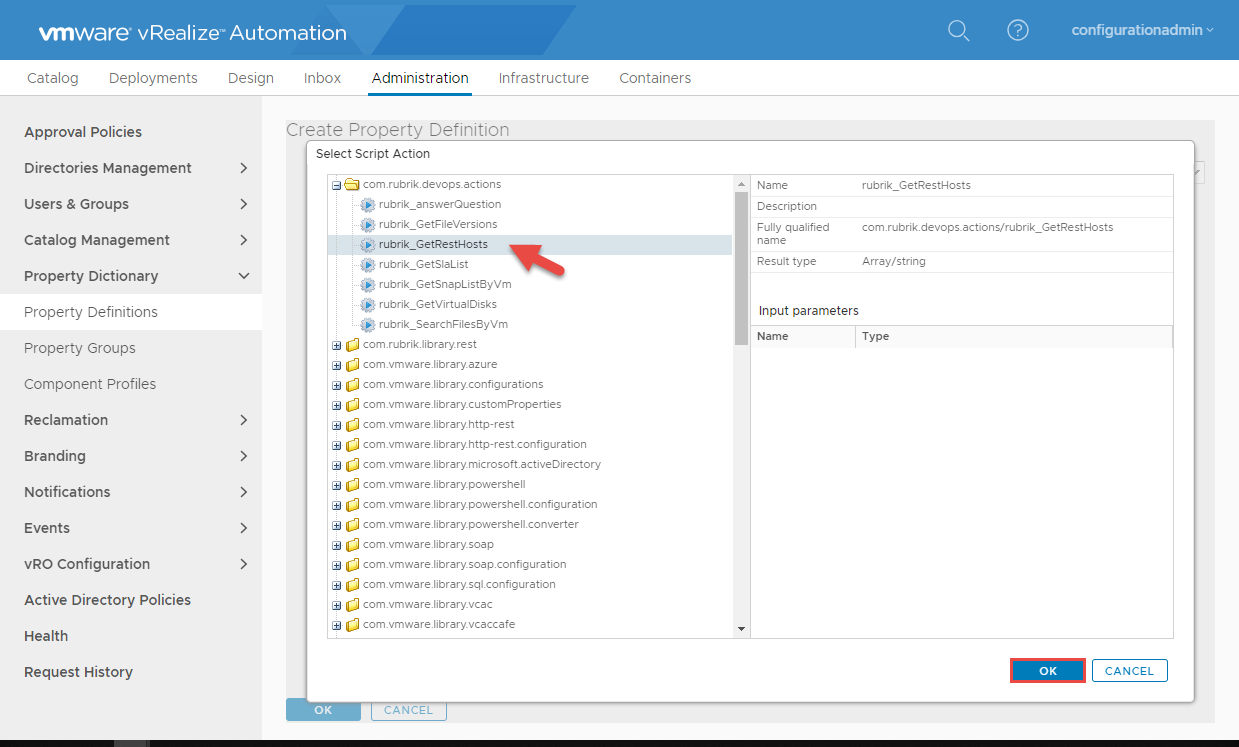 vmware vRealize™ Automation
configurationadmin
Catalog Deployments Design Inbox Administration Infrastructure Containers
Approval Policies
Directories Management
Users & Groups
Catalog Management
Property Dictionary
Property Definitions
Property Groups
Component Profiles
Reclamation
Branding
Notifications
Events
vRO Configuration
Active Directory Policies
Health
Request History
Create Property Definition
Select Script Action
com.rubrik.devops.actions
rubrik_answerQuestion
rubrik_GetFileVersions
rubrik_GetRestHosts
rubrik_GetSlaList
rubrik_GetSnapListByVm
rubrik_GetVirtualDisks
rubrik_SearchFilesByVm
com.rubrik.library.rest
com.vmware.library.azure
com.vmware.library.configurations
com.vmware.library.customProperties
com.vmware.library.http-rest
com.vmware.library.http-rest.configuration
com.vmware.library.microsoft.activeDirectory
com.vmware.library.powershell
com.vmware.library.powershell.configuration
com.vmware.library.powershell.converter
com.vmware.library.soap
com.vmware.library.soap.configuration
com.vmware.library.sql.configuration
com.vmware.library.vcac
com.vmware.library.vcaccafe
Name rubrik_GetRestHosts
Description
Fully qualified
name com.rubrik.devops.actions/rubrik_GetRestHosts
Result type Array/string
Input parameters
Name Type
OK CANCEL
OK CANCEL